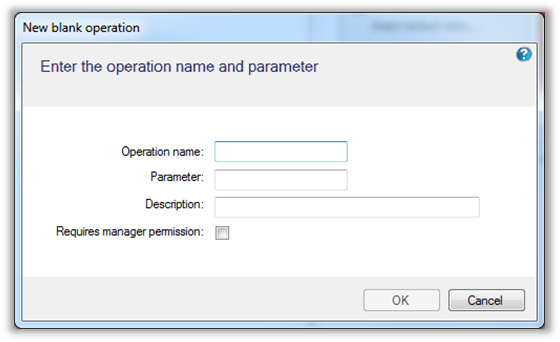 New blank operation
Enter the operation name and parameter
?
Operation name:
Parameter:
Description:
Requires manager permission:
OK
Cancel